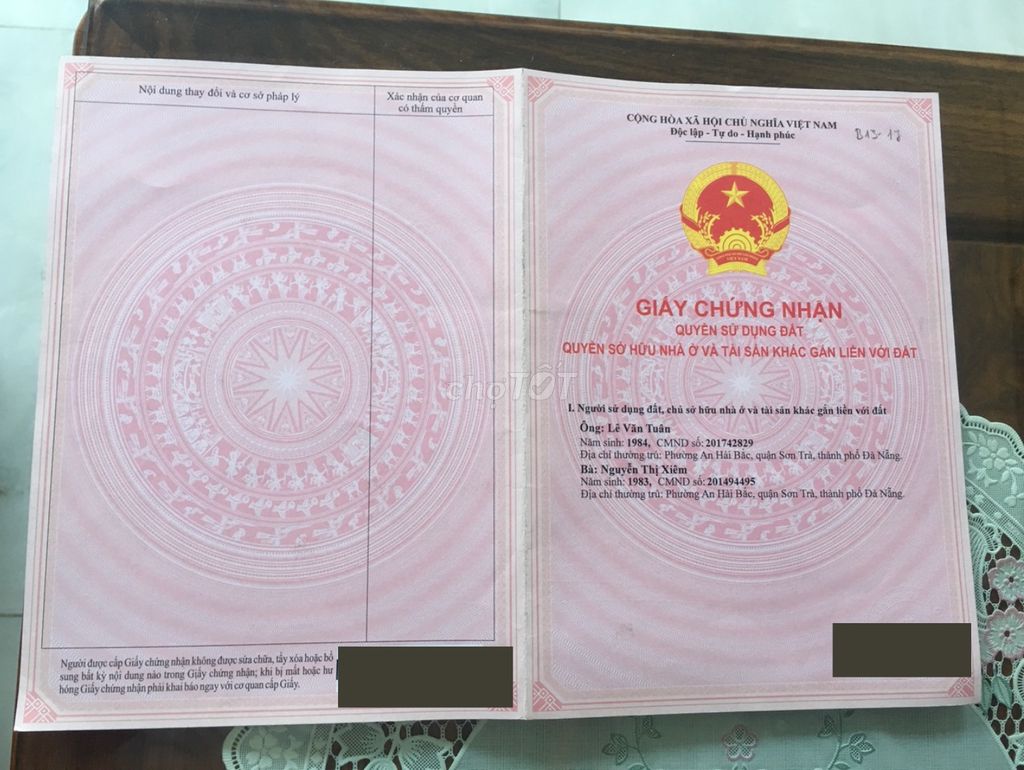 Nội dung thay đổi và cơ sở pháp lý
Xác nhận của cơ quan
có thẩm quyền
Người được cấp Giấy chứng nhận không được sửa chữa, tẩy xóa hoặc bổ
sung bất kỳ nội dung nào trong Giấy chứng nhận; khi bị mất hoặc hư
hỏng Giấy chứng nhận phải khai báo ngay với cơ quan cấp Giấy.
CỘNG HÒA XÃ HỘI CHỦ NGHĨA VIỆT NAM
Độc lập - Tự do - Hạnh phúc
B13-17
GIẤY CHỨNG NHẬN
QUYỀN SỬ DỤNG ĐẤT
QUYỀN SỞ HỮU NHÀ Ở VÀ TÀI SẢN KHÁC GẮN LIỀN VỚI ĐẤT
chợTỐT
I. Người sử dụng đất, chủ sở hữu nhà ở và tài sản khác gắn liền với đất
Ông: Lê Văn Tuân
Năm sinh: 1984, CMND số: 201742829
Địa chỉ thường trú: Phường An Hải Bắc, quận Sơn Trà, thành phố Đà Nẵng.
Bà: Nguyễn Thị Xiêm
Năm sinh: 1983, CMND số: 201494495
Địa chỉ thường trú: Phường An Hải Bắc, quận Sơn Trà, thành phố Đà Nẵng.